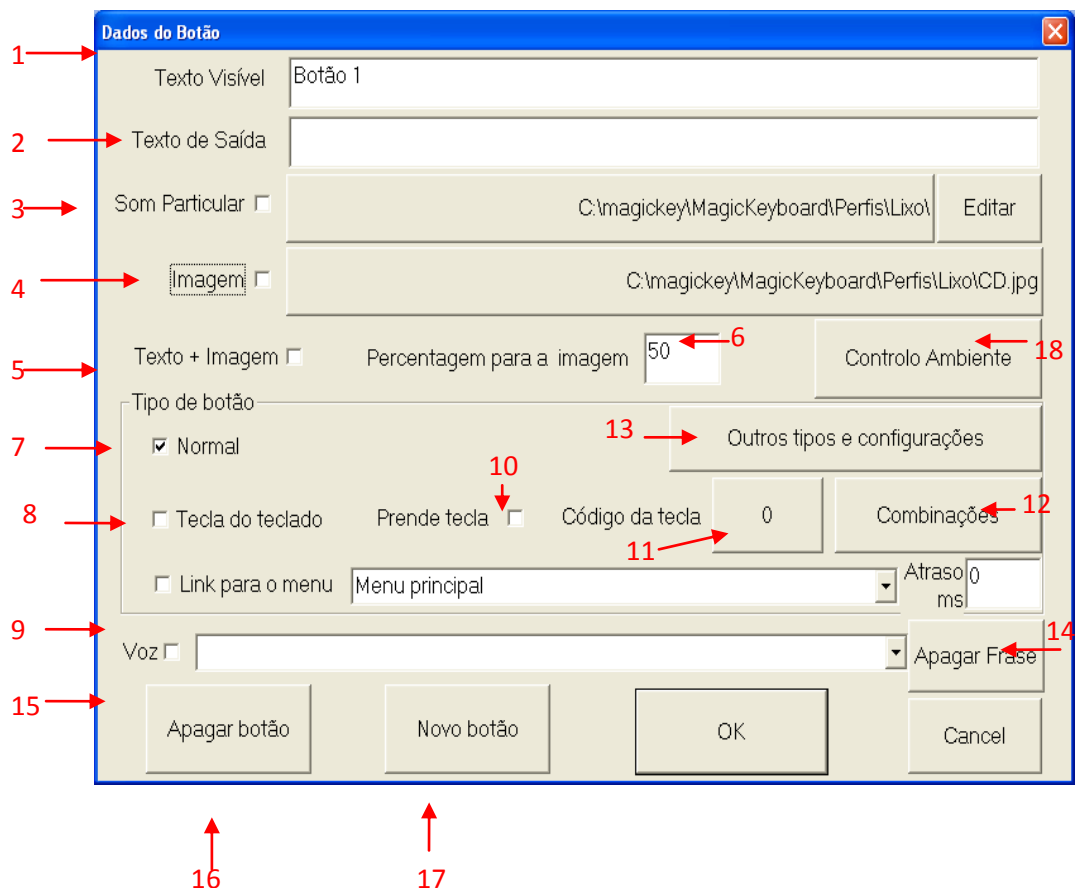 Dados do Botão
1
Texto Visível Botão 1
2 Texto de Saída
3 Som Particular C:\magickey\MagicKeyboard\Perfis\Lixo\ Editar
4 Imagem C:\magickey\MagicKeyboard\Perfis\Lixo\CD.jpg
5 Texto + Imagem Percentagem para a imagem 50 6 Controlo Ambiente 18
Tipo de botão
7 Normal 13 Outros tipos e configurações
10
8 Tecla do teclado Prende tecla Código da tecla 0 Combinações 12
11
Link para o menu Menu principal Atraso 0
ms
9 14
Voz Apagar Frase
15
Apagar botão Novo botão OK Cancel
16 17